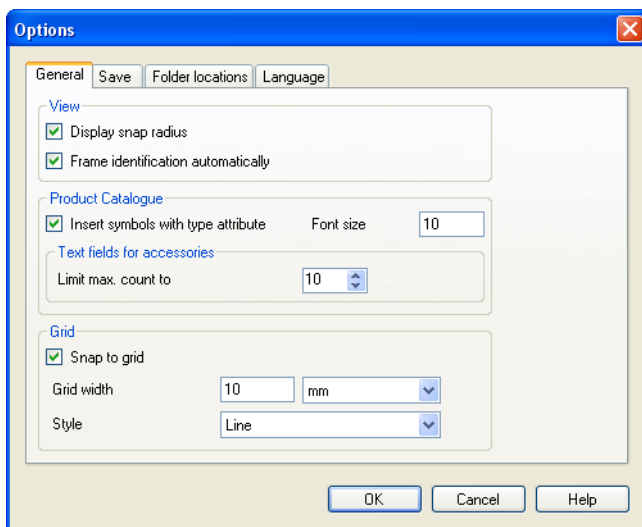 Options
General Save Folder locations Language
View
Display snap radius
Frame identification automatically
Product Catalogue
Insert symbols with type attribute Font size 10
Text fields for accessories
Limit max. count to 10
Grid
Snap to grid
Grid width 10 mm
Style Line
OK Cancel Help